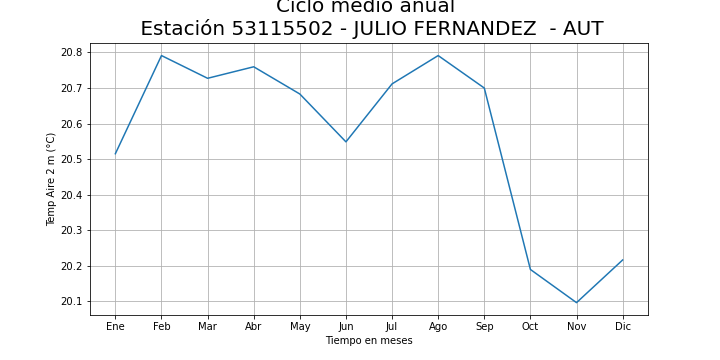 Ciclo medio anual
Estación 53115502 - JULIO FERNANDEZ  - AUT
20.8
20.7
20.6
20.5
20.4
20.3
20.2
20.1
Temp Aire 2 m (°C)
Ene Feb Mar Abr May Jun Jul Ago Sep Oct Nov Dic
Tiempo en meses